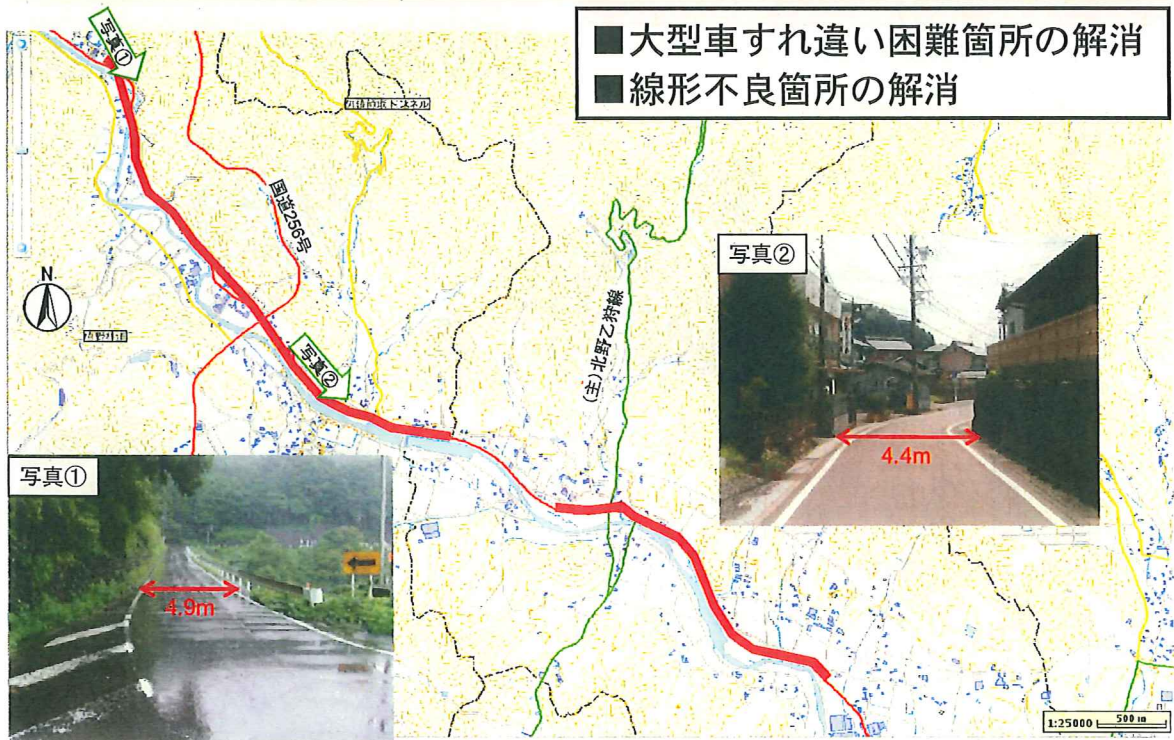 ■大型車すれ違い困難箇所の解消
■線形不良箇所の解消
写真①
国道256号
N
写真②
(主)北野乙狩線
写真②
4.4m
写真①
4.9m
1:25000 500 m